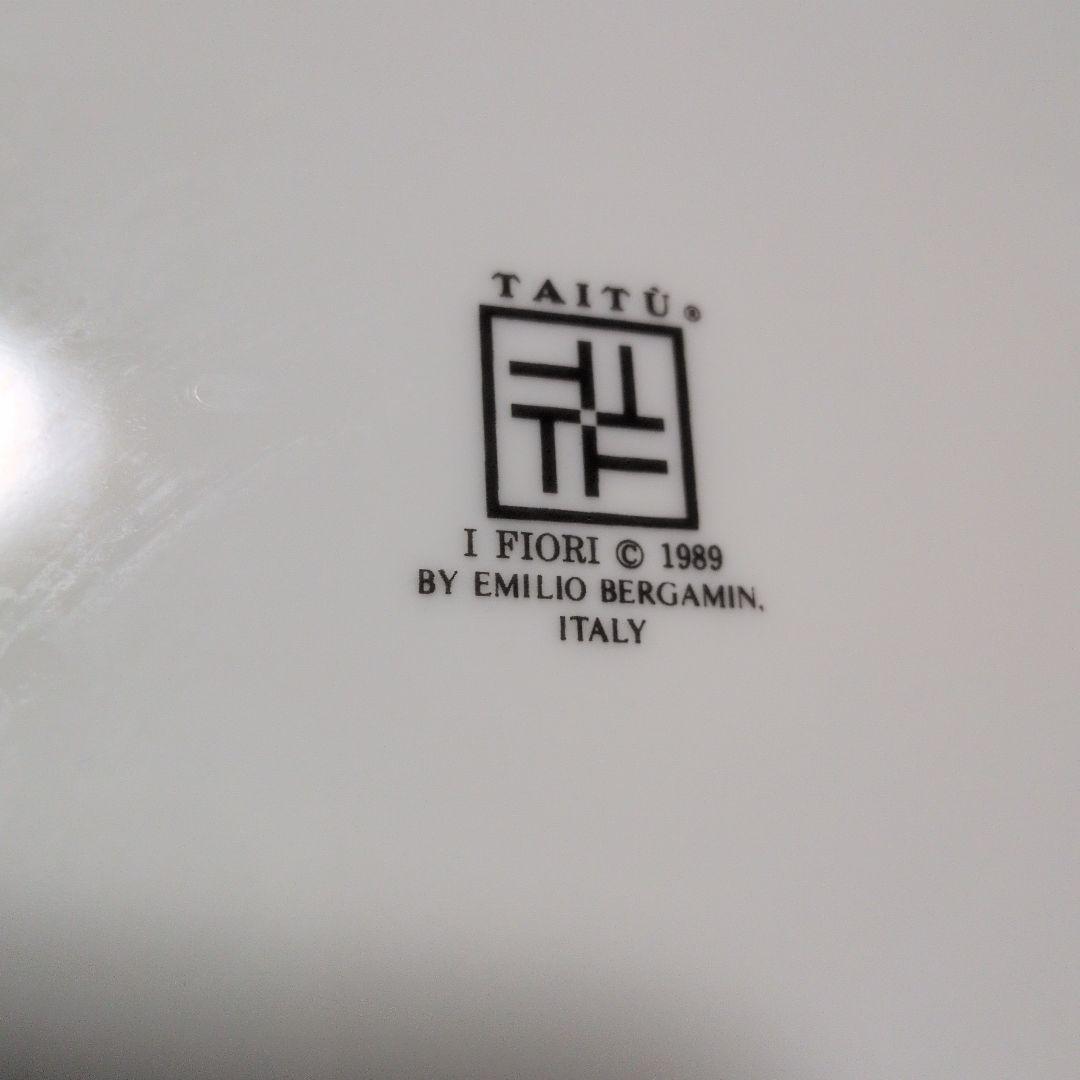 TAITÙ®
I FIORI © 1989
BY EMILIO BERGAMIN.
ITALY